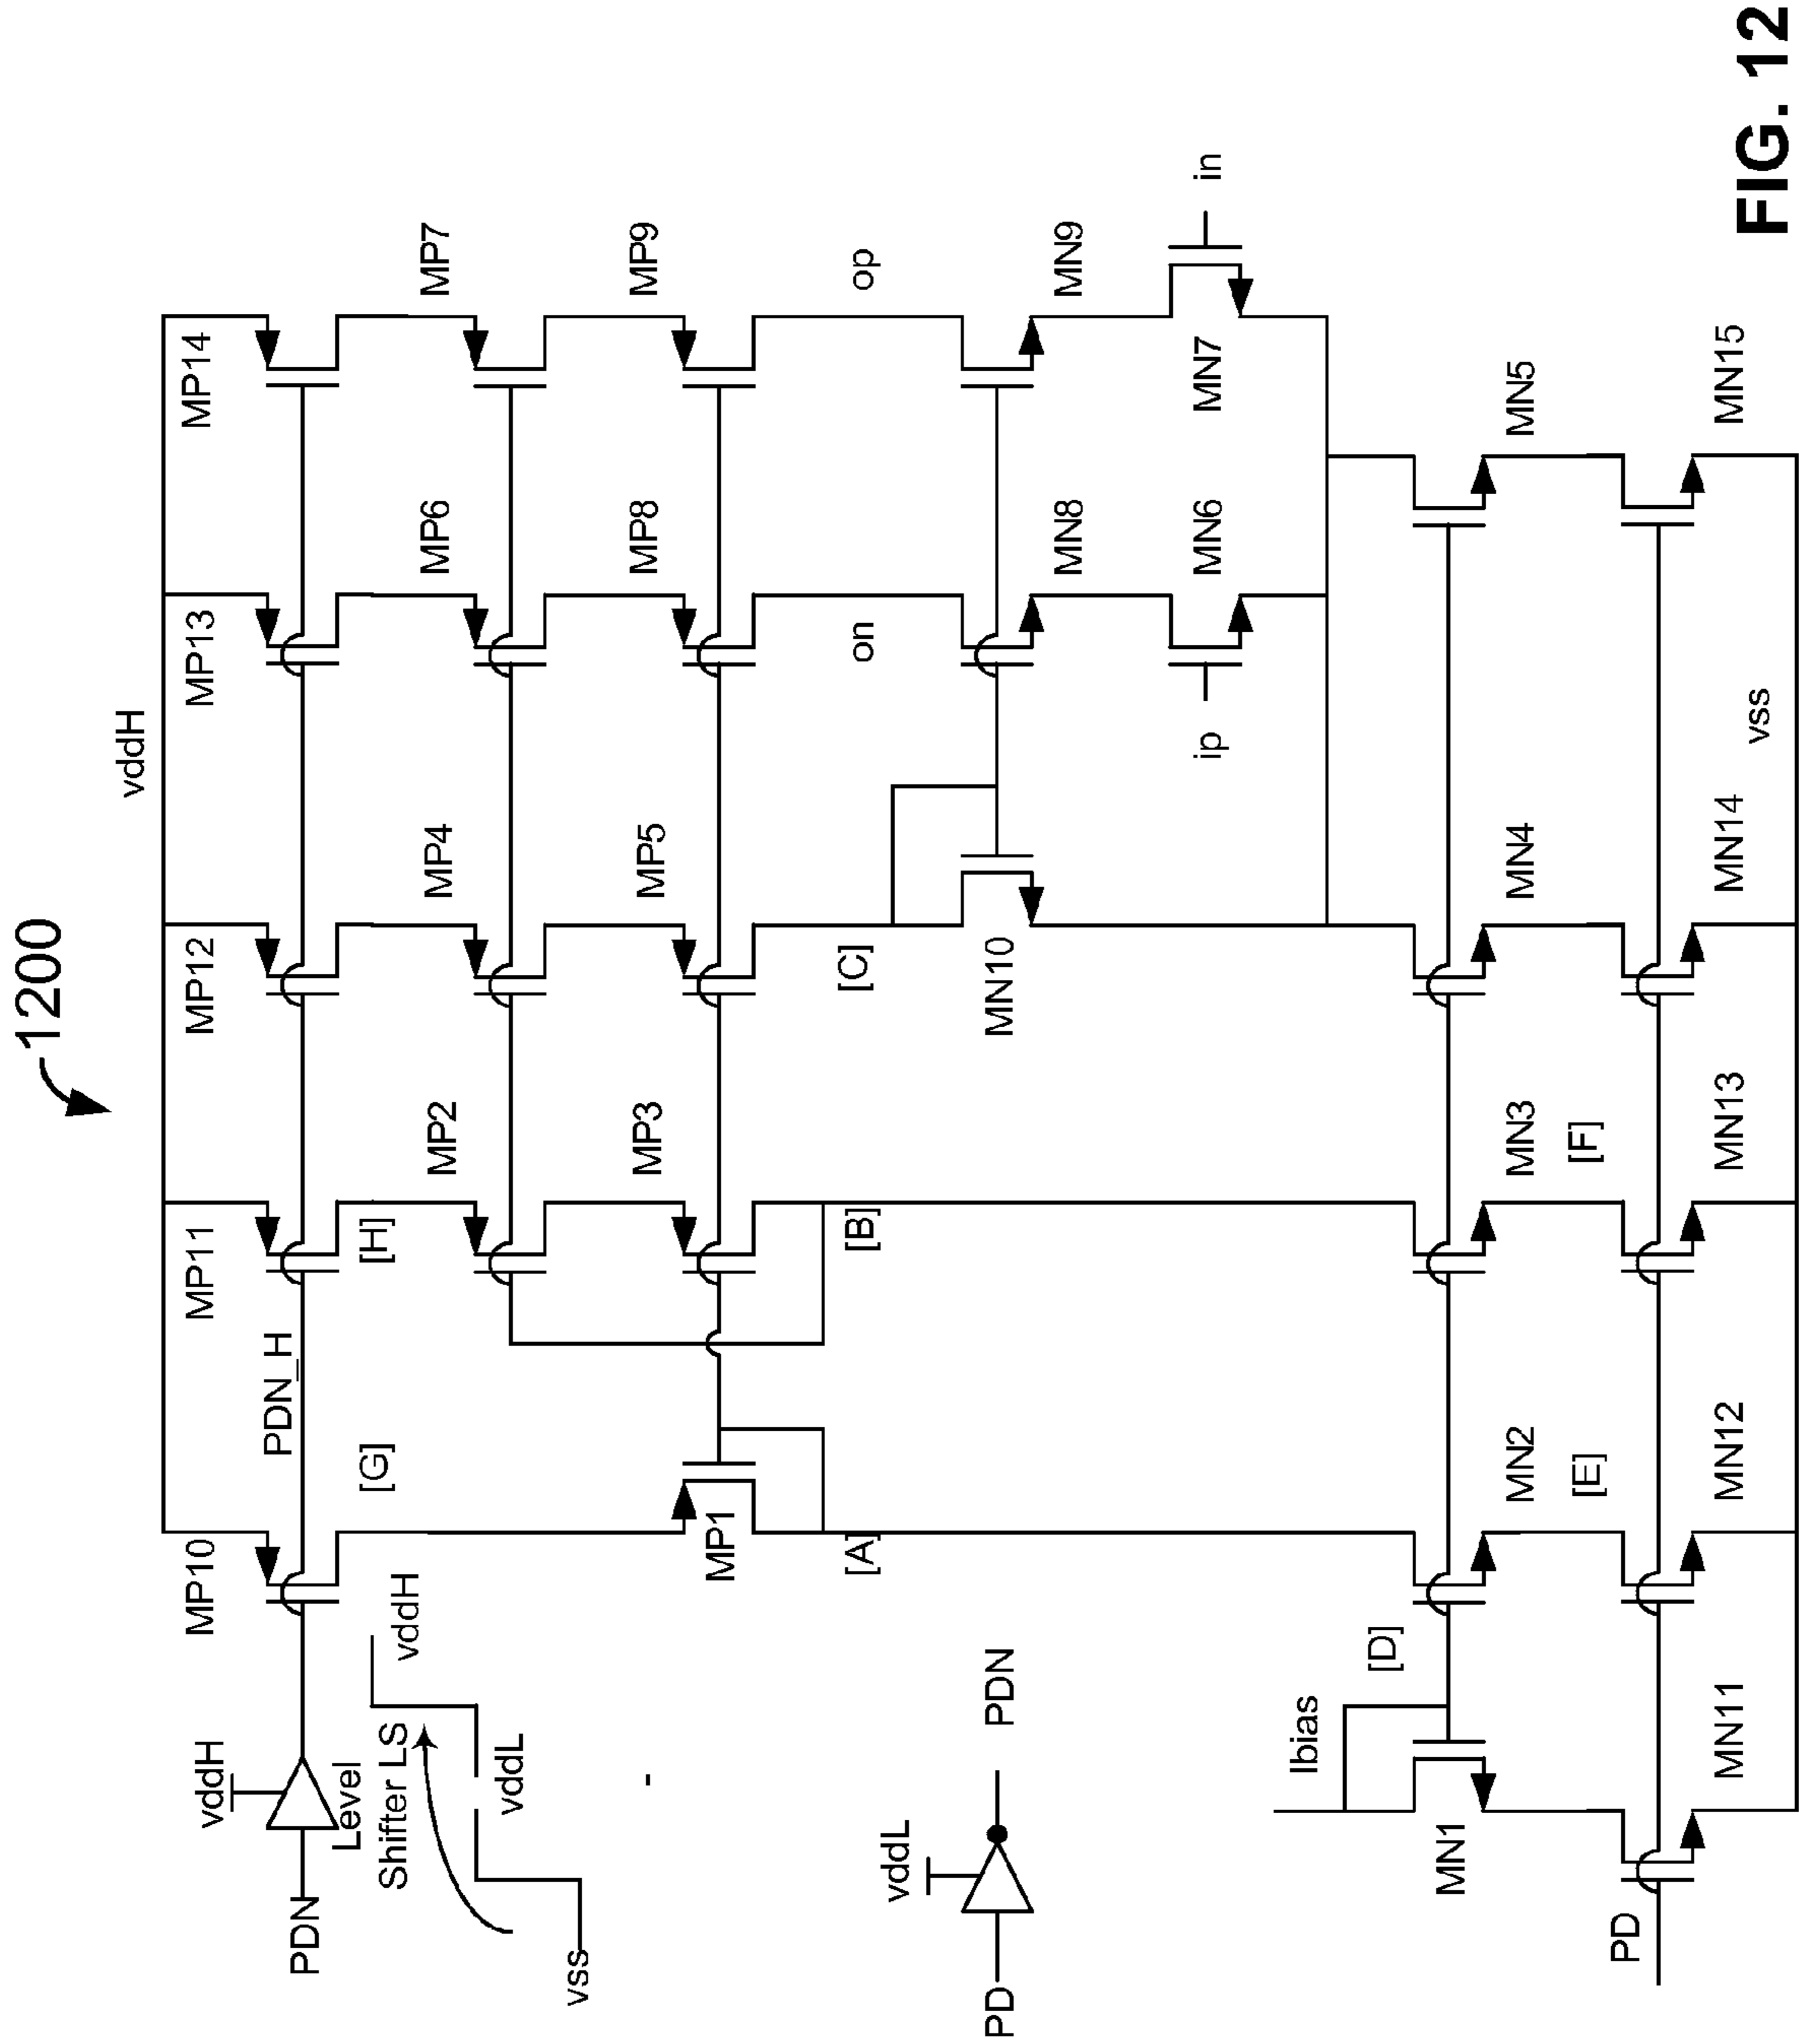 1200
vddH
MP10
MP11
MP12
MP13
MP14
vddH
PDN
Level
Shifter LS
PDN_H
vddH
vddL
vss
[G]
[H]
MP2
MP4
MP6
MP7
MP1
MP3
MP5
MP8
MP9
[A]
[B]
[C]
on
op
vddL
PD
PDN
MN10
MN8
MN9
ip
MN6
MN7
in
Ibias
[D]
MN1
MN2
MN3
MN4
MN5
[E]
[F]
PD
MN11
MN12
MN13
MN14
MN15
vss
FIG. 12